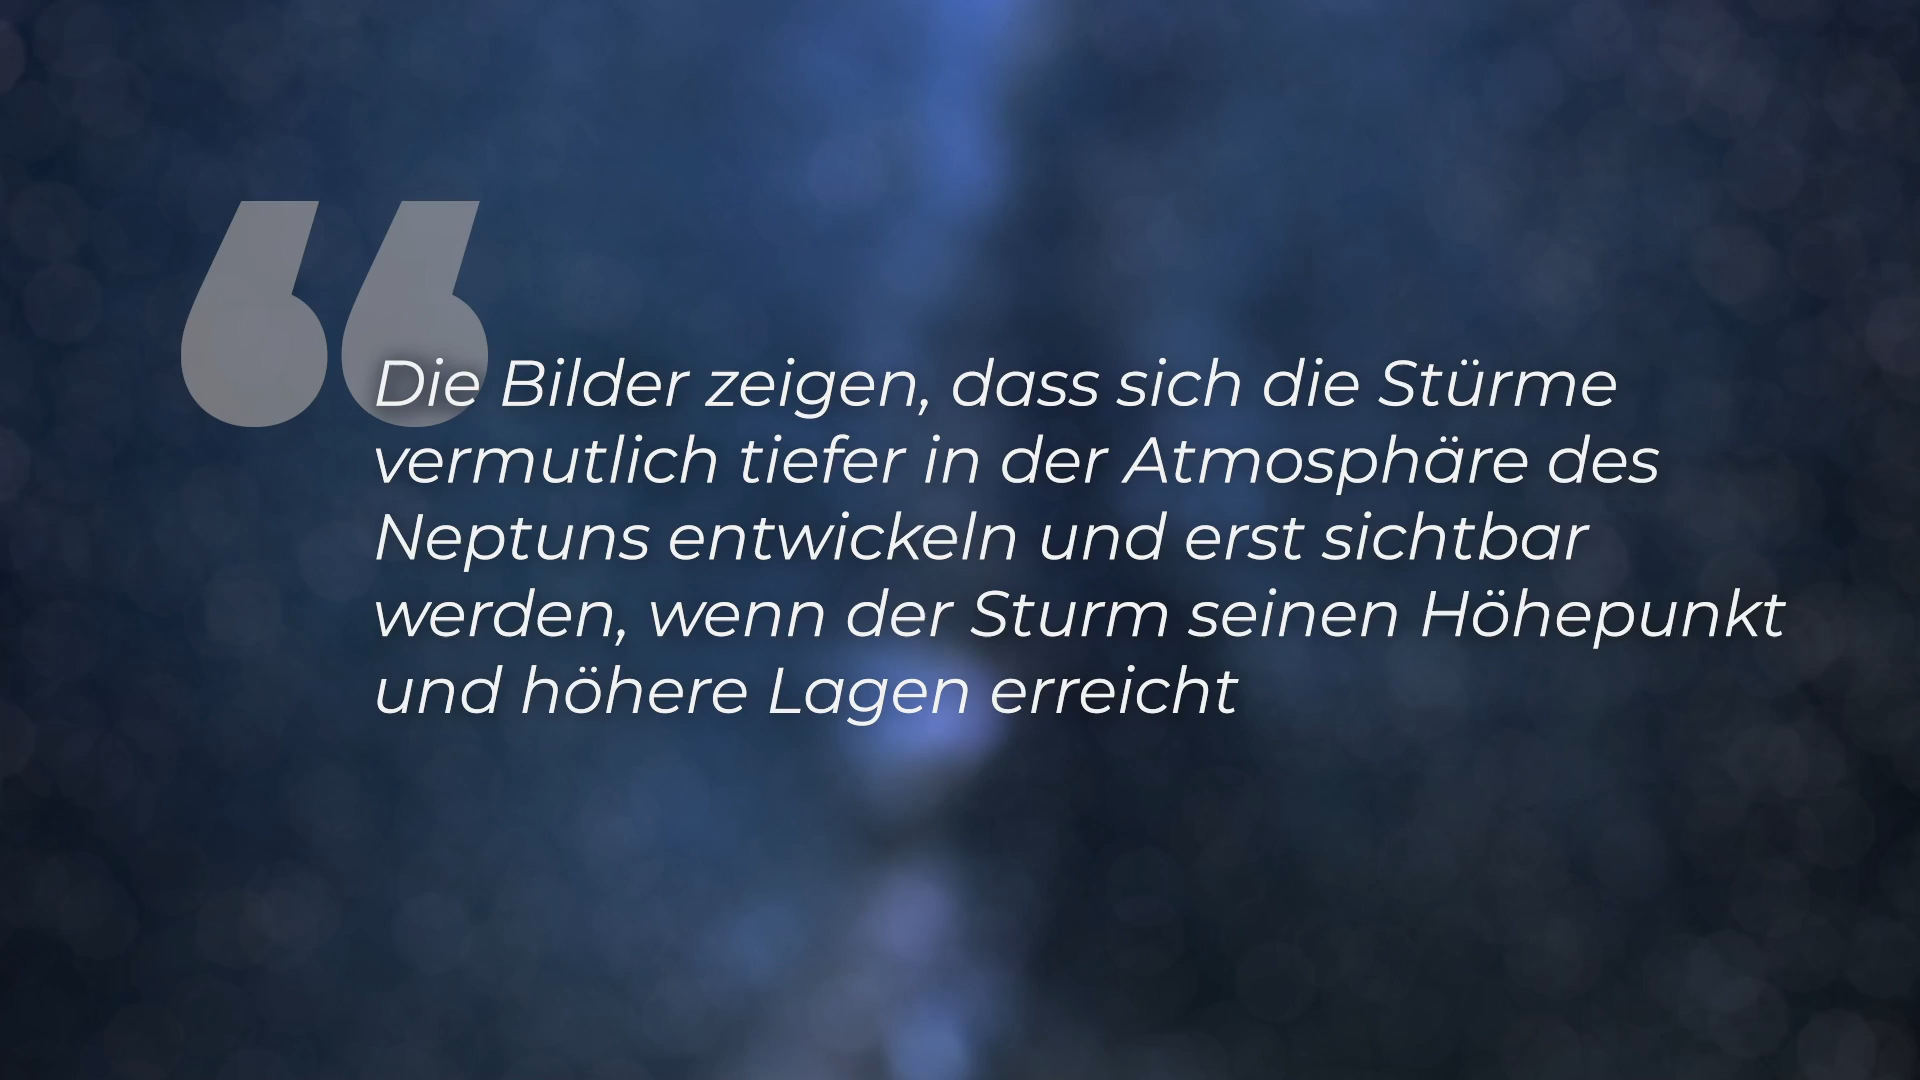 “
Die Bilder zeigen, dass sich die Stürme
vermutlich tiefer in der Atmosphäre des
Neptuns entwickeln und erst sichtbar
werden, wenn der Sturm seinen Höhepunkt
und höhere Lagen erreicht